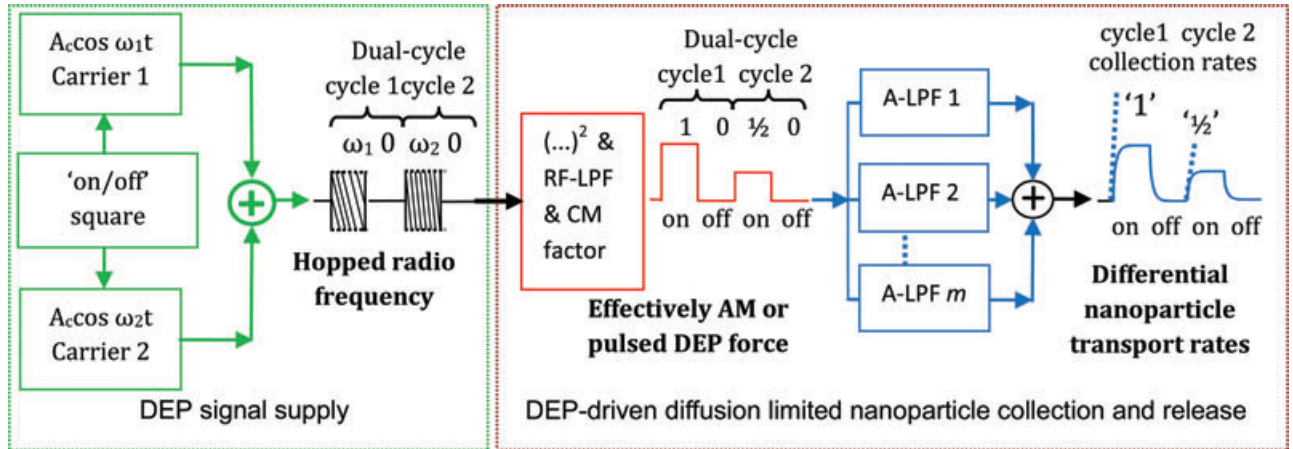 A꜀cos ω₁t
Carrier 1
'on/off'
square
A꜀cos ω₂t
Carrier 2
Dual-cycle
cycle 1 cycle 2
ω₁ 0 ω₂ 0
Hopped radio
frequency
DEP signal supply
(...)² &
RF-LPF
& CM
factor
Dual-cycle
cycle1 cycle 2
1 0 ½ 0
on off on off
Effectively AM or
pulsed DEP force
A-LPF 1
A-LPF 2
A-LPF m
cycle1 cycle 2
collection rates
'1' '½'
on off on off
Differential
nanoparticle
transport rates
DEP-driven diffusion limited nanoparticle collection and release